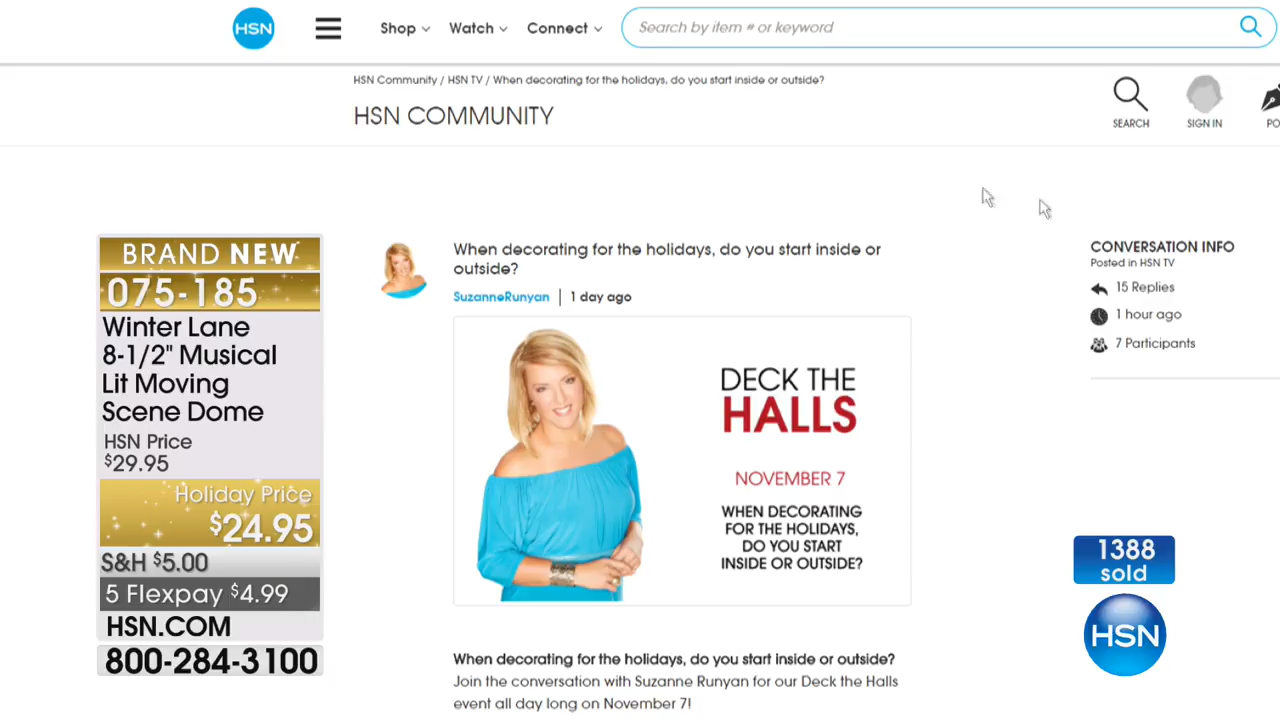 HSN
Shop
Watch
Connect
Search by item # or keyword
HSN Community / HSN TV / When decorating for the holidays, do you start inside or outside?
HSN COMMUNITY
SEARCH
SIGN IN
PO
BRAND NEW
075-185
Winter Lane
8-1/2" Musical
Lit Moving
Scene Dome
HSN Price
$29.95
Holiday Price
$24.95
S&H $5.00
5 Flexpay $4.99
HSN.COM
800-284-3100
When decorating for the holidays, do you start inside or
outside?
SuzanneRunyan | 1 day ago
DECK THE
HALLS
NOVEMBER 7
WHEN DECORATING
FOR THE HOLIDAYS,
DO YOU START
INSIDE OR OUTSIDE?
When decorating for the holidays, do you start inside or outside?
Join the conversation with Suzanne Runyan for our Deck the Halls
event all day long on November 7!
CONVERSATION INFO
Posted in HSN TV
15 Replies
1 hour ago
7 Participants
1388
sold
HSN